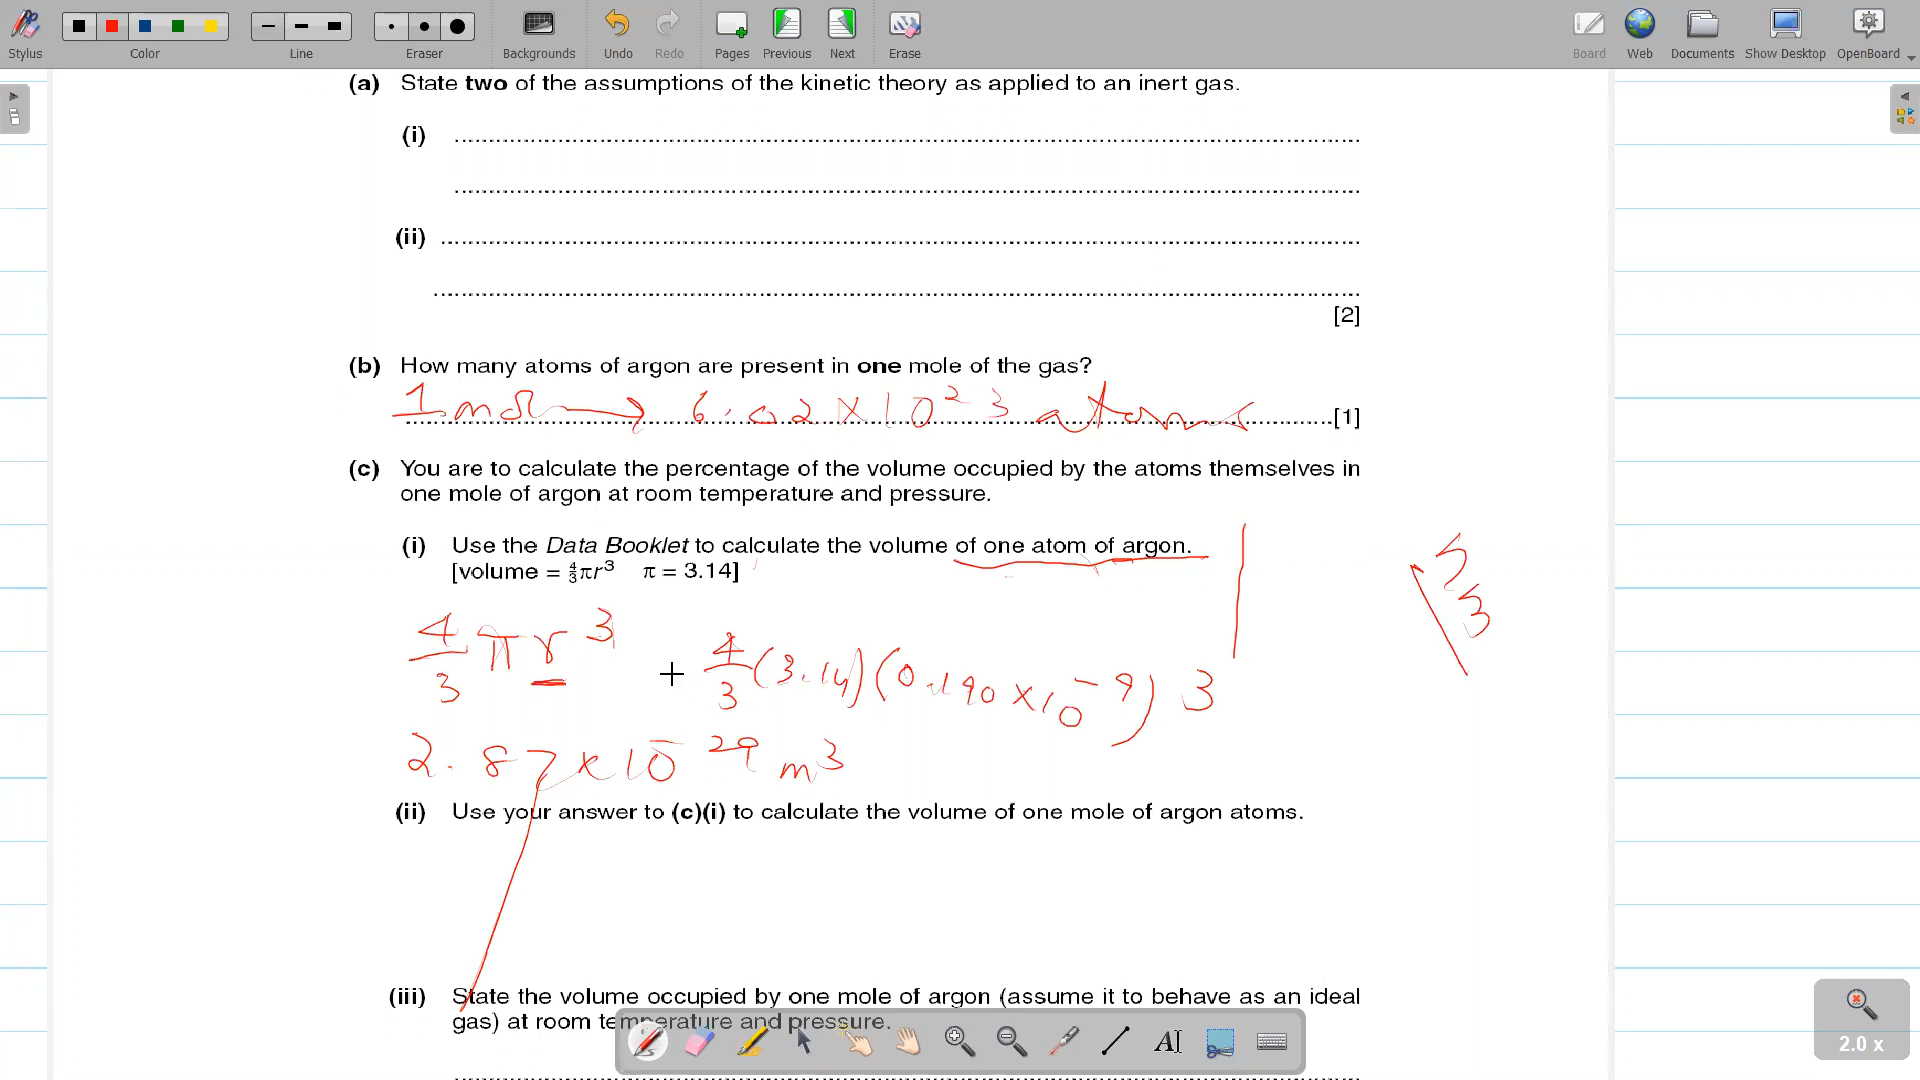 Stylus Color Line Eraser Backgrounds Undo Redo Pages Previous Next Erase Board Web Documents Show Desktop OpenBoard
(a) State two of the assumptions of the kinetic theory as applied to an inert gas.
(i)
(ii)
[2]
(b) How many atoms of argon are present in one mole of the gas?
1 mol → 6.02 × 10²³ atoms [1]
(c) You are to calculate the percentage of the volume occupied by the atoms themselves in
one mole of argon at room temperature and pressure.
(i) Use the Data Booklet to calculate the volume of one atom of argon.
[volume = 4/3 πr³ π = 3.14]
4/3 π r³ 4/3 (3.14) (0.190 × 10⁻⁹) 3
2.87 × 10⁻²⁹ m³
(ii) Use your answer to (c)(i) to calculate the volume of one mole of argon atoms.
(iii) State the volume occupied by one mole of argon (assume it to behave as an ideal
gas) at room temperature and pressure.
2.0 x